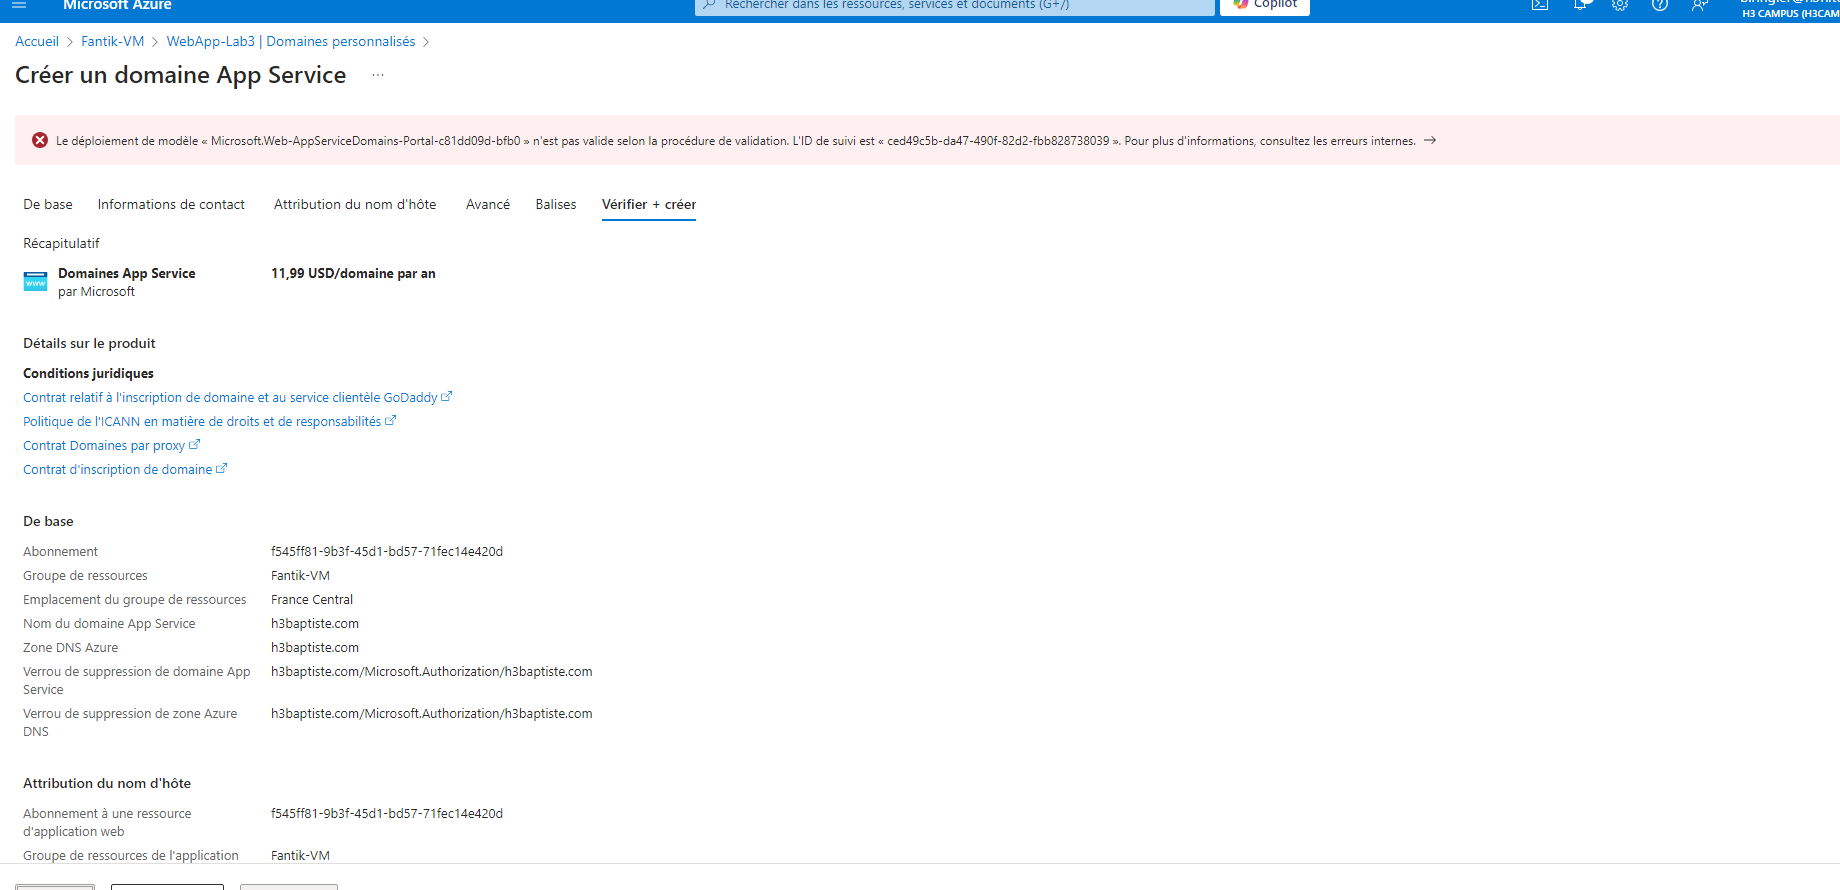 Microsoft Azure
Rechercher dans les ressources, services et documents (G+/)
Copilot
H3 CAMPUS (H3CAM
Accueil > Fantik-VM > WebApp-Lab3 | Domaines personnalisés >
Créer un domaine App Service ...
Le déploiement de modèle « Microsoft.Web-AppServiceDomains-Portal-c81dd09d-bfb0 » n'est pas valide selon la procédure de validation. L'ID de suivi est « ced49c5b-da47-490f-82d2-fbb828738039 ». Pour plus d'informations, consultez les erreurs internes. →
De base Informations de contact Attribution du nom d'hôte Avancé Balises Vérifier + créer
Récapitulatif
Domaines App Service 11,99 USD/domaine par an
www
par Microsoft
Détails sur le produit
Conditions juridiques
Contrat relatif à l'inscription de domaine et au service clientèle GoDaddy
Politique de l'ICANN en matière de droits et de responsabilités
Contrat Domaines par proxy
Contrat d'inscription de domaine
De base
Abonnement f545ff81-9b3f-45d1-bd57-71fec14e420d
Groupe de ressources Fantik-VM
Emplacement du groupe de ressources France Central
Nom du domaine App Service h3baptiste.com
Zone DNS Azure h3baptiste.com
Verrou de suppression de domaine App h3baptiste.com/Microsoft.Authorization/h3baptiste.com
Service
Verrou de suppression de zone Azure h3baptiste.com/Microsoft.Authorization/h3baptiste.com
DNS
Attribution du nom d'hôte
Abonnement à une ressource f545ff81-9b3f-45d1-bd57-71fec14e420d
d'application web
Groupe de ressources de l'application Fantik-VM